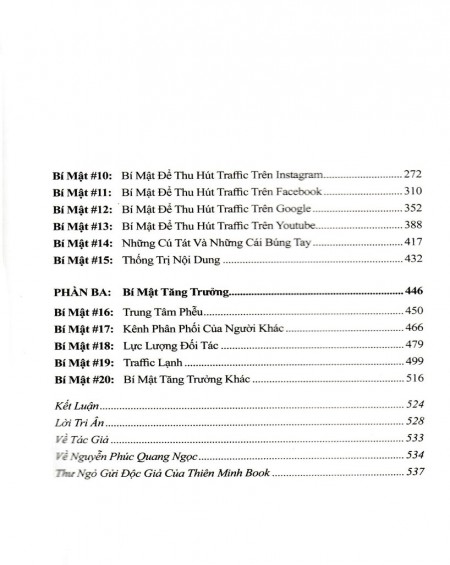 Bí Mật #10: Bí Mật Để Thu Hút Traffic Trên Instagram 272
Bí Mật #11: Bí Mật Để Thu Hút Traffic Trên Facebook 310
Bí Mật #12: Bí Mật Để Thu Hút Traffic Trên Google 352
Bí Mật #13: Bí Mật Để Thu Hút Traffic Trên Youtube 388
Bí Mật #14: Những Cú Tát Và Những Cái Búng Tay 417
Bí Mật #15: Thống Trị Nội Dung 432
PHẦN BA: Bí Mật Tăng Trưởng 446
Bí Mật #16: Trung Tâm Phễu 450
Bí Mật #17: Kênh Phân Phối Của Người Khác 466
Bí Mật #18: Lực Lượng Đối Tác 479
Bí Mật #19: Traffic Lạnh 499
Bí Mật #20: Bí Mật Tăng Trưởng Khác 516
Kết Luận 524
Lời Tri Ân 528
Về Tác Giả 533
Về Nguyễn Phúc Quang Ngọc 534
Thư Ngỏ Gửi Độc Giả Của Thiên Minh Book 537